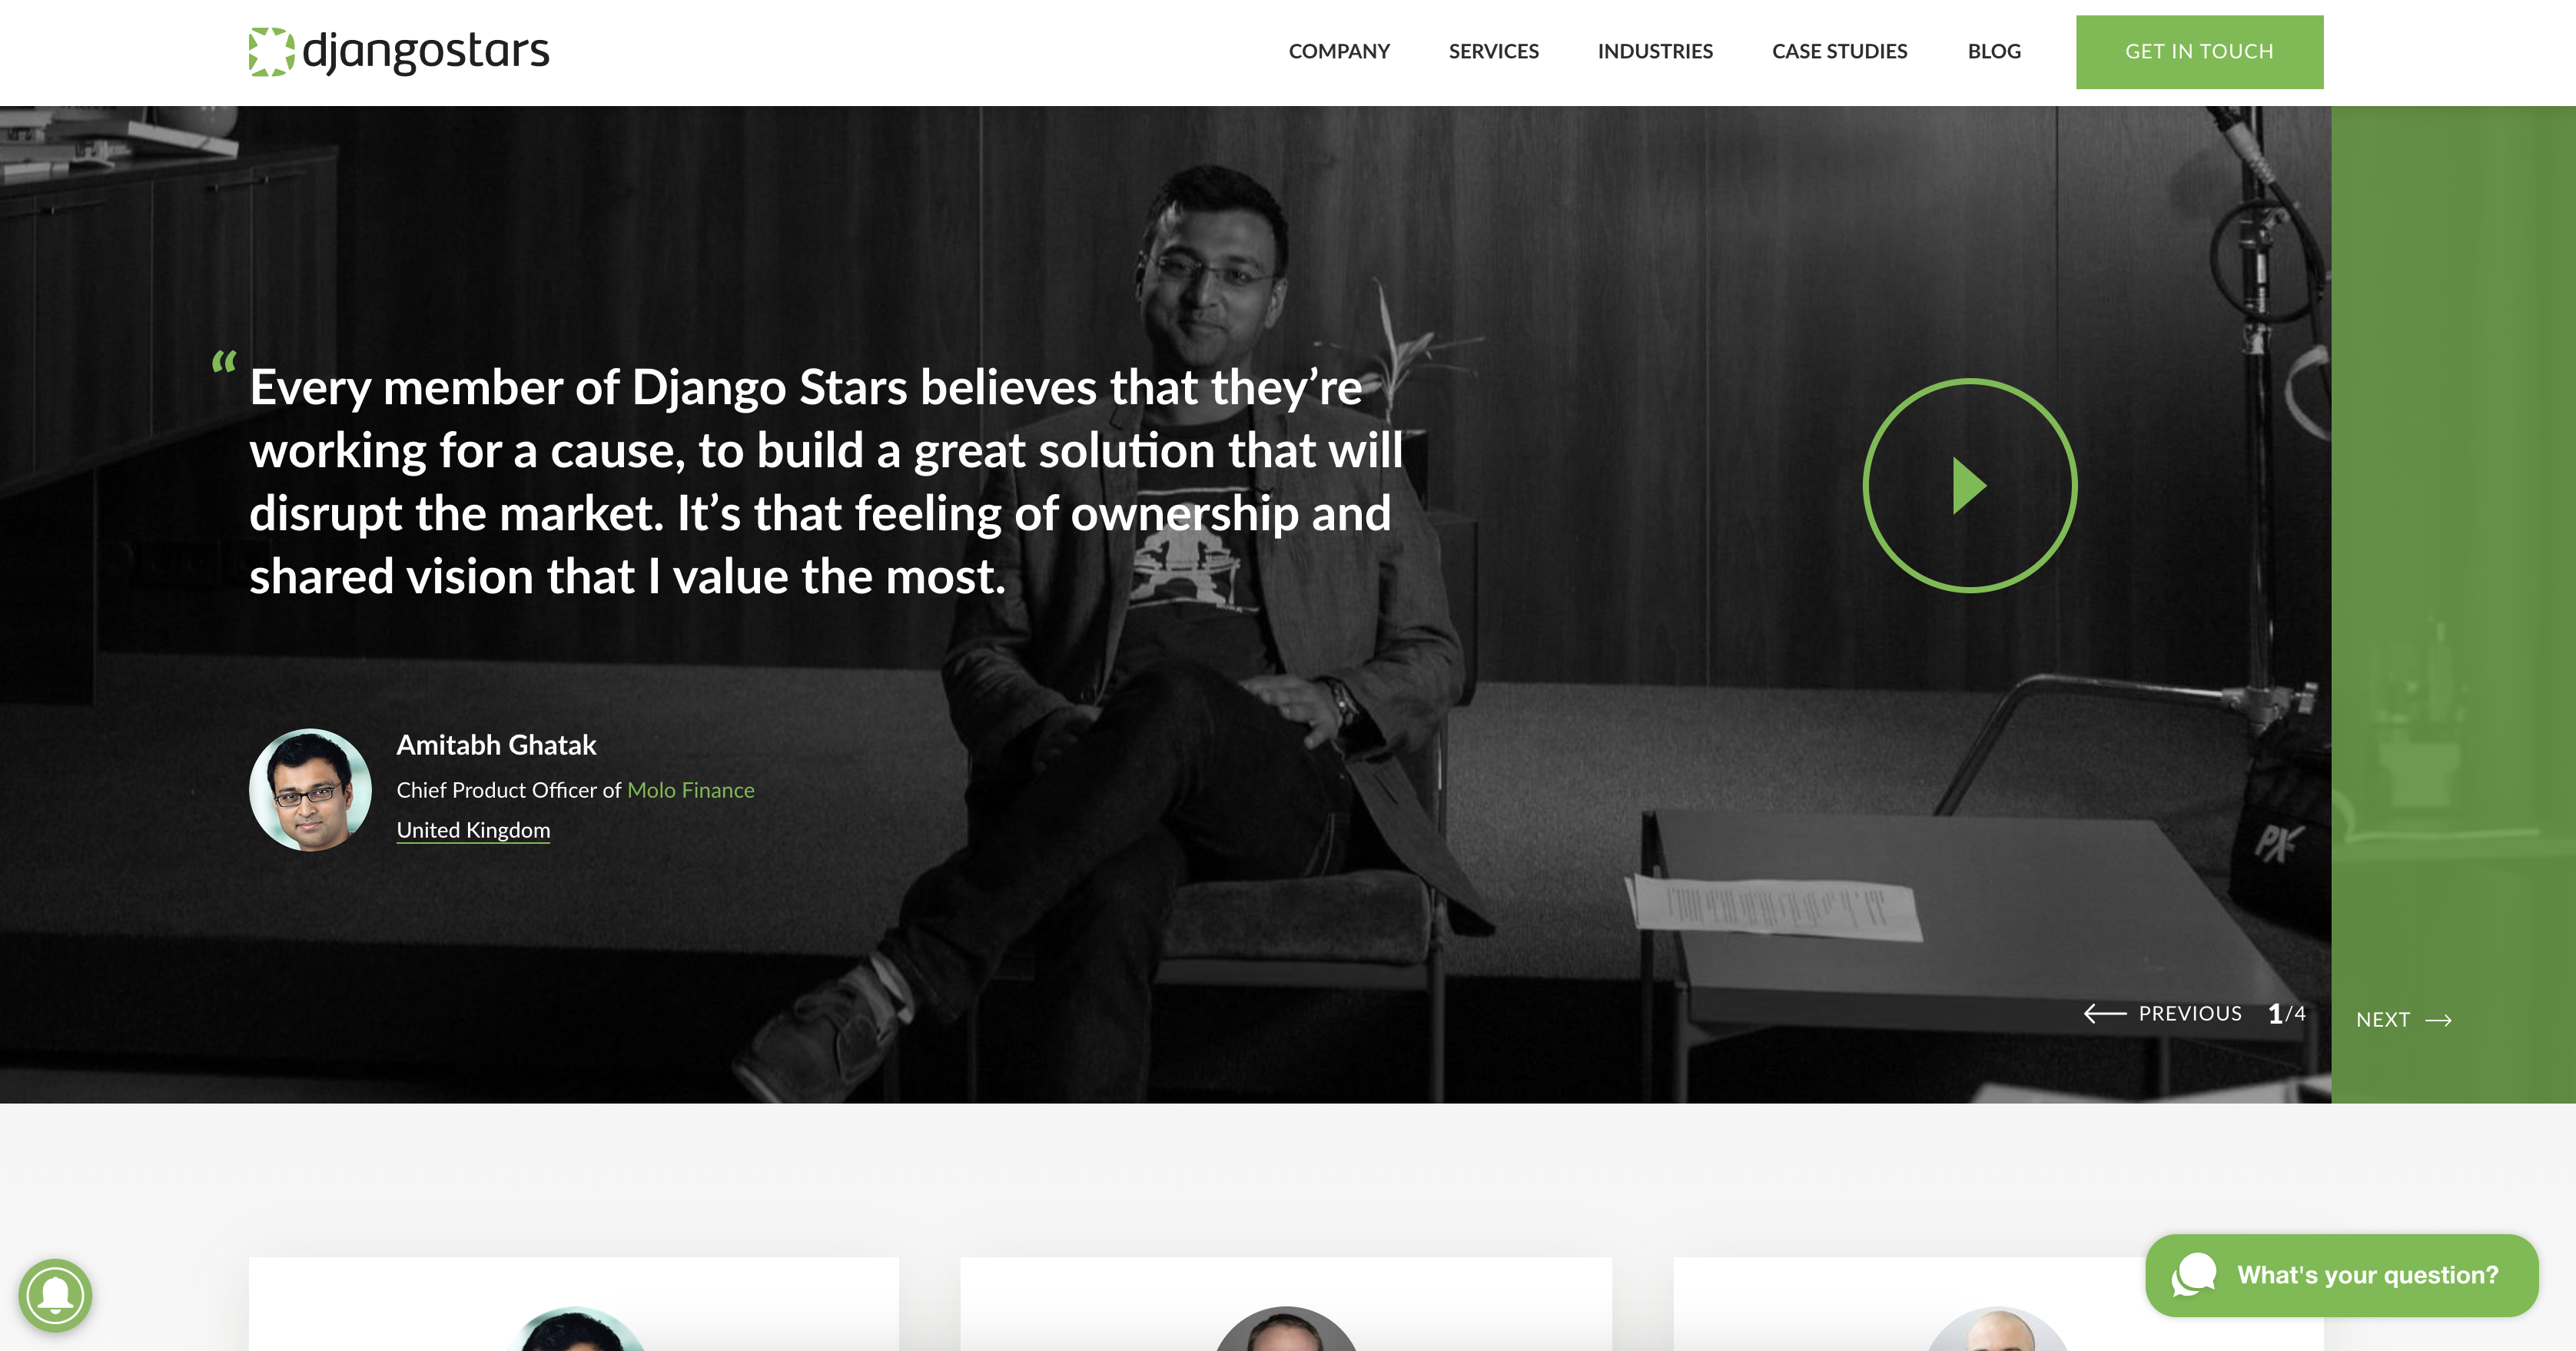 djangostars
COMPANY
SERVICES
INDUSTRIES
CASE STUDIES
BLOG
GET IN TOUCH
“
Every member of Django Stars believes that they’re
working for a cause, to build a great solution that will
disrupt the market. It’s that feeling of ownership and
shared vision that I value the most.
Amitabh Ghatak
Chief Product Officer of Molo Finance
United Kingdom
PX
PREVIOUS
1/4
NEXT
What's your question?